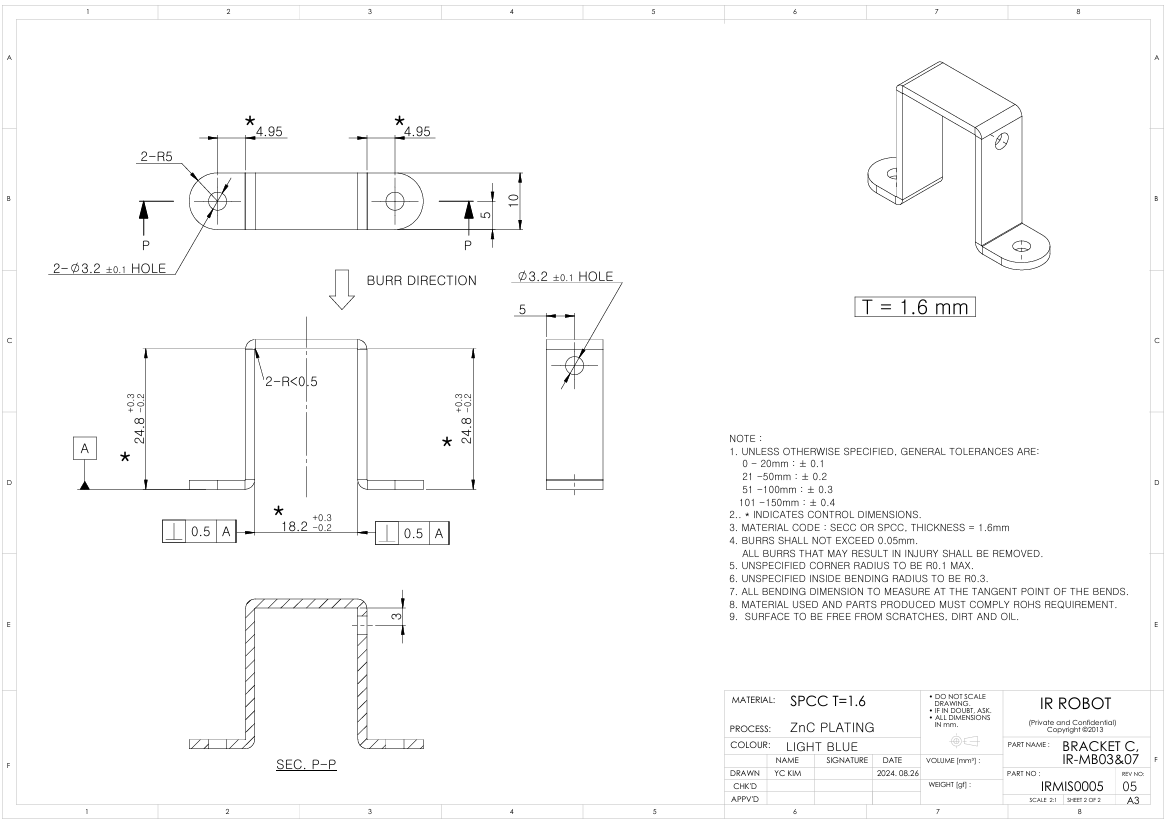 1 2 3 4 5 6 7 8
A A
B B
C C
D D
E E
F F
* 4.95
* 4.95
2-R5
10
5
P P
2-Ø3.2 ±0.1 HOLE
BURR DIRECTION
Ø3.2 ±0.1 HOLE
5
2-R<0.5
* 24.8 +0.3 -0.2
* 24.8 +0.3 -0.2
A
* 18.2 +0.3 -0.2
⊥ 0.5 A
⊥ 0.5 A
3
SEC. P-P
T = 1.6 mm
NOTE :
1. UNLESS OTHERWISE SPECIFIED, GENERAL TOLERANCES ARE:
0 - 20mm : ± 0.1
21 -50mm : ± 0.2
51 -100mm : ± 0.3
101 -150mm : ± 0.4
2.. * INDICATES CONTROL DIMENSIONS.
3. MATERIAL CODE : SECC OR SPCC, THICKNESS = 1.6mm
4. BURRS SHALL NOT EXCEED 0.05mm.
ALL BURRS THAT MAY RESULT IN INJURY SHALL BE REMOVED.
5. UNSPECIFIED CORNER RADIUS TO BE R0.1 MAX.
6. UNSPECIFIED INSIDE BENDING RADIUS TO BE R0.3.
7. ALL BENDING DIMENSION TO MEASURE AT THE TANGENT POINT OF THE BENDS.
8. MATERIAL USED AND PARTS PRODUCED MUST COMPLY ROHS REQUIREMENT.
9. SURFACE TO BE FREE FROM SCRATCHES, DIRT AND OIL.
MATERIAL: SPCC T=1.6
PROCESS: ZnC PLATING
COLOUR: LIGHT BLUE
NAME SIGNATURE DATE
DRAWN YC KIM 2024. 08.26
CHK'D
APPV'D
• DO NOT SCALE
DRAWING.
• IF IN DOUBT, ASK.
• ALL DIMENSIONS
IN mm.
VOLUME [mm³] :
WEIGHT [gf] :
IR ROBOT
(Private and Confidential)
Copyright ©2013
PART NAME : BRACKET C,
IR-MB03&07
PART NO : REV NO:
IRMIS0005 05
SCALE 2:1 SHEET 2 OF 2 A3
1 2 3 4 5 6 7 8